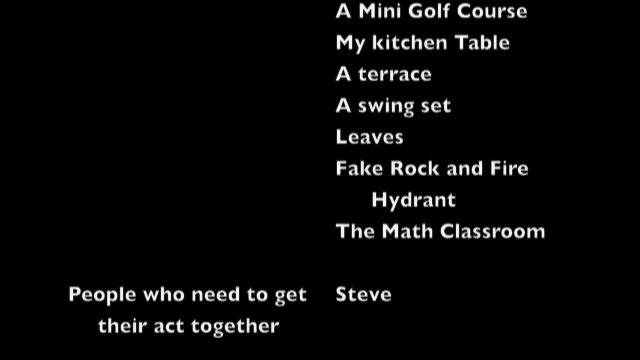 A Mini Golf Course
My kitchen Table
A terrace
A swing set
Leaves
Fake Rock and Fire
Hydrant
The Math Classroom
People who need to get Steve
their act together